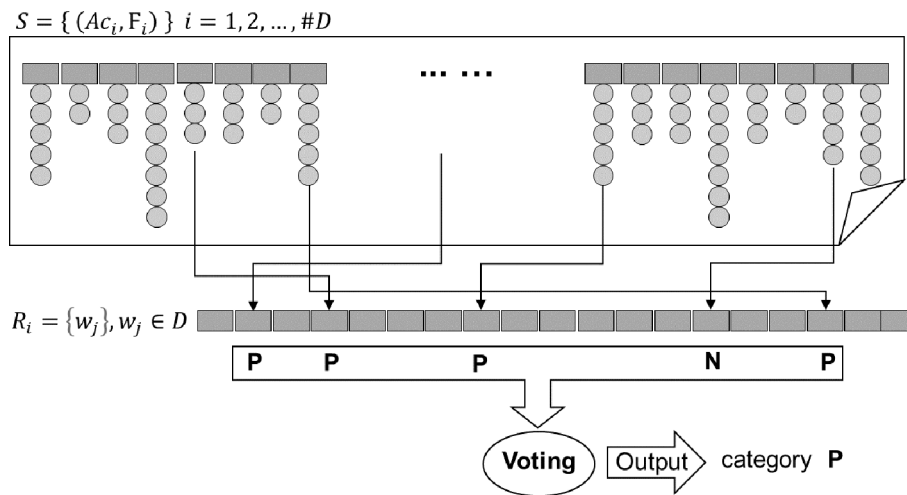 S = { (Ac_i, F_i) } i = 1, 2, ..., #D
... ...
R_i = {w_j}, w_j ∈ D
P P P N P
Voting Output category P